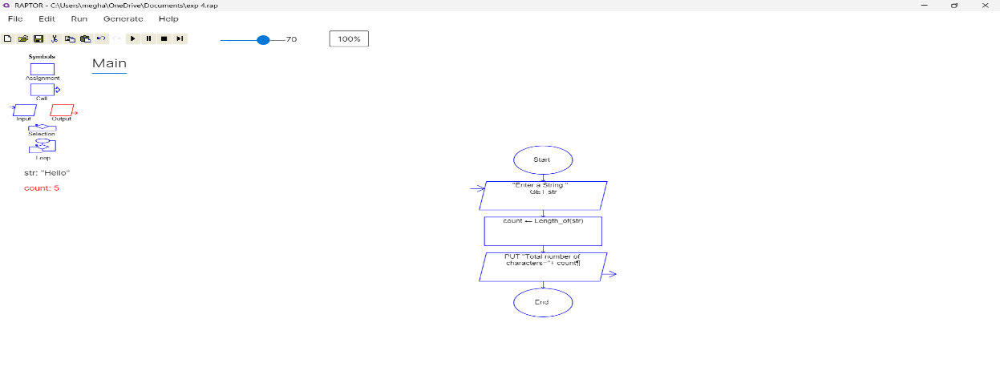 RAPTOR - C:\Users\megha\OneDrive\Documents\exp 4.rap
File Edit Run Generate Help
70
100%
Symbols
Main
Assignment
Call
Input Output
Selection
Loop
str: "Hello"
count: 5
Start
"Enter a String:"
GET str
count ← Length_of(str)
PUT "Total number of
characters="+ count¶
End